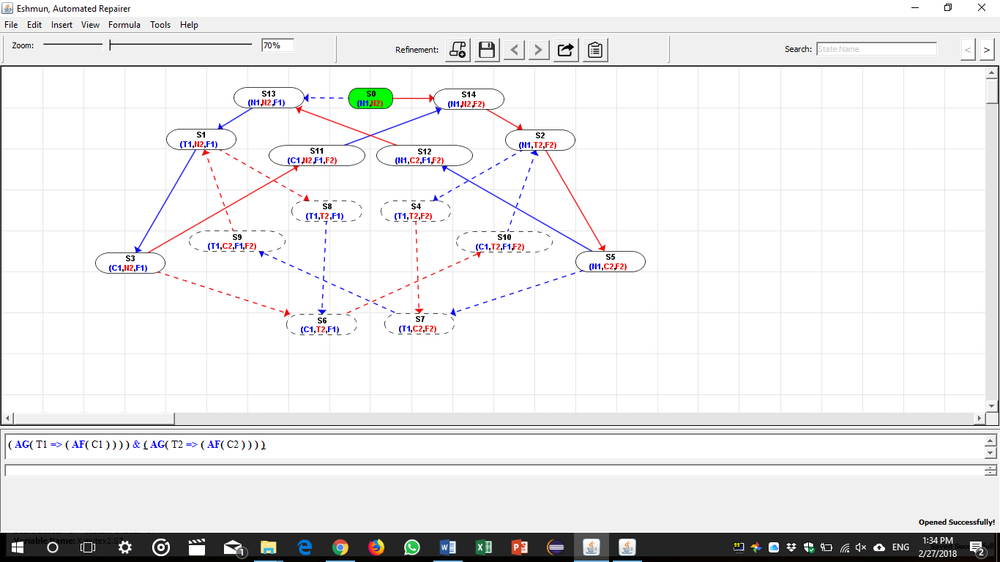 Eshmun, Automated Repairer
File Edit Insert View Formula Tools Help
Zoom: 70% Refinement: Search: State Name < >
S13
(N1,N2,F1)
S0
(N1,N2)
S14
(N1,N2,F2)
S1
(T1,N2,F1)
S2
(N1,T2,F2)
S11
(C1,N2,F1,F2)
S12
(N1,C2,F1,F2)
S8
(T1,T2,F1)
S4
(T1,T2,F2)
S9
(T1,C2,F1,F2)
S10
(C1,T2,F1,F2)
S3
(C1,N2,F1)
S5
(N1,C2,F2)
S6
(C1,T2,F1)
S7
(T1,C2,F2)
( AG( T1 => ( AF( C1 ) ) ) ) & ( AG( T2 => ( AF( C2 ) ) ) )
Opened Successfully!
Variable Name:
1
ENG
1:34 PM
2/27/2018
2